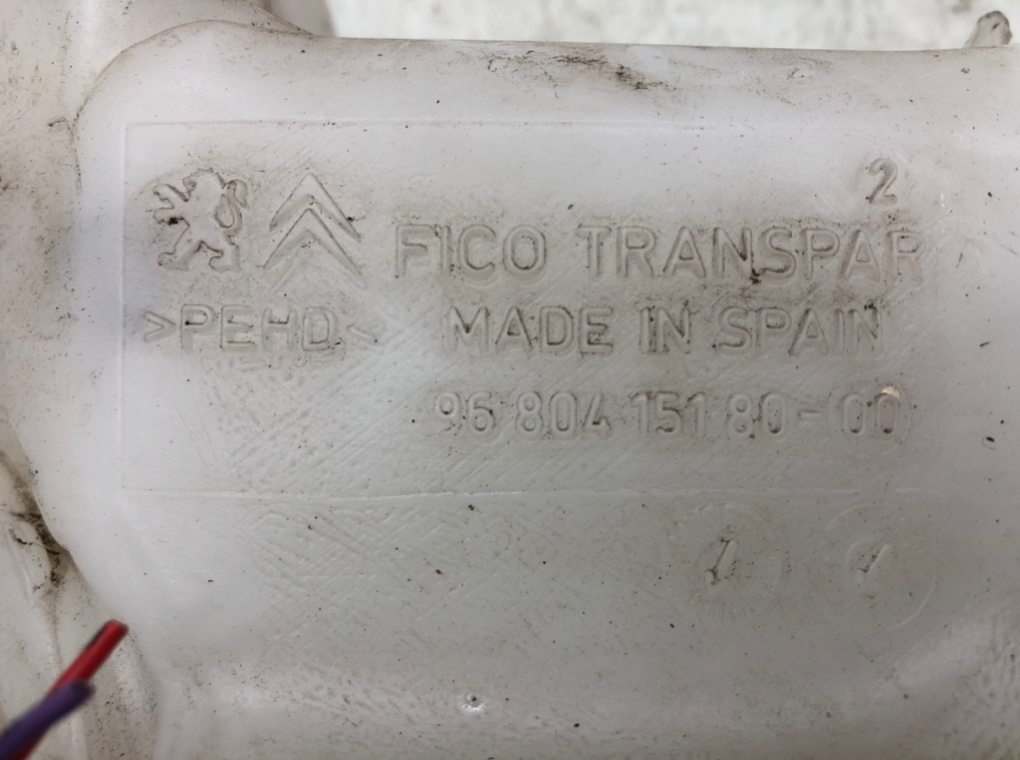 2
FICO TRANSPAR
>PEHD< MADE IN SPAIN
96 804 151 80-00